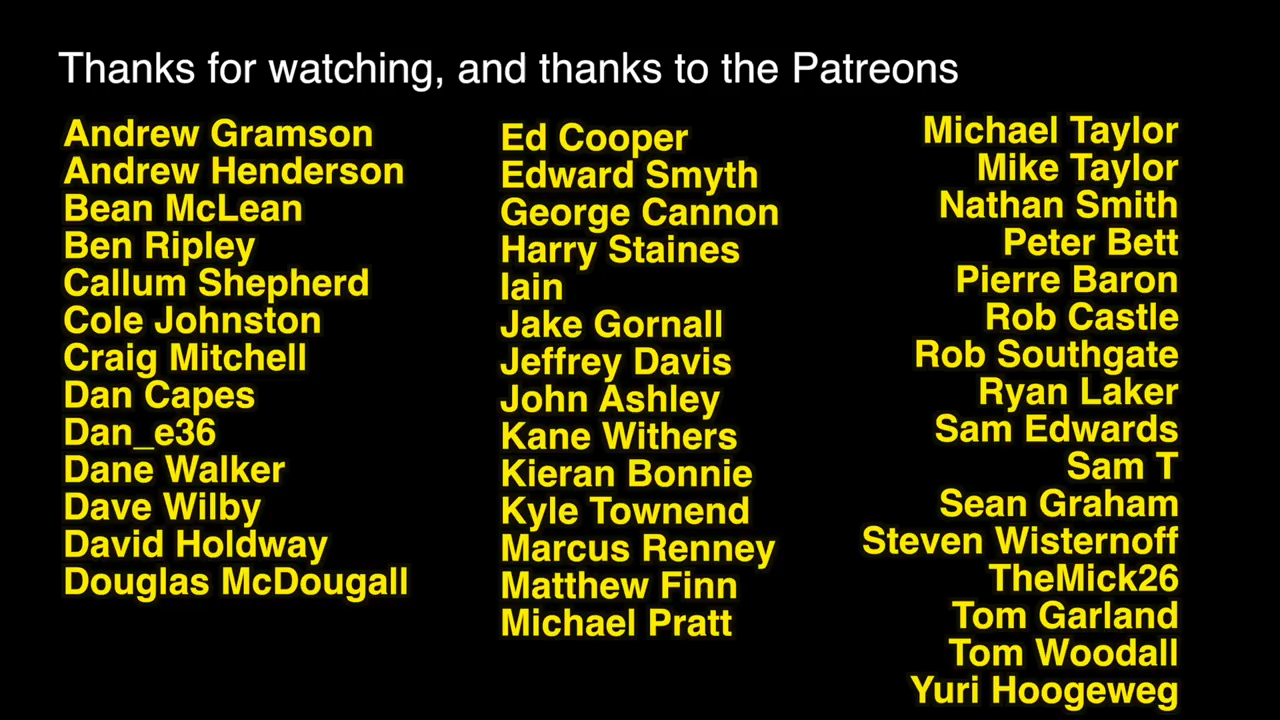 Thanks for watching, and thanks to the Patreons
Andrew Gramson
Andrew Henderson
Bean McLean
Ben Ripley
Callum Shepherd
Cole Johnston
Craig Mitchell
Dan Capes
Dan_e36
Dane Walker
Dave Wilby
David Holdway
Douglas McDougall
Ed Cooper
Edward Smyth
George Cannon
Harry Staines
Iain
Jake Gornall
Jeffrey Davis
John Ashley
Kane Withers
Kieran Bonnie
Kyle Townend
Marcus Renney
Matthew Finn
Michael Pratt
Michael Taylor
Mike Taylor
Nathan Smith
Peter Bett
Pierre Baron
Rob Castle
Rob Southgate
Ryan Laker
Sam Edwards
Sam T
Sean Graham
Steven Wisternoff
TheMick26
Tom Garland
Tom Woodall
Yuri Hoogeweg